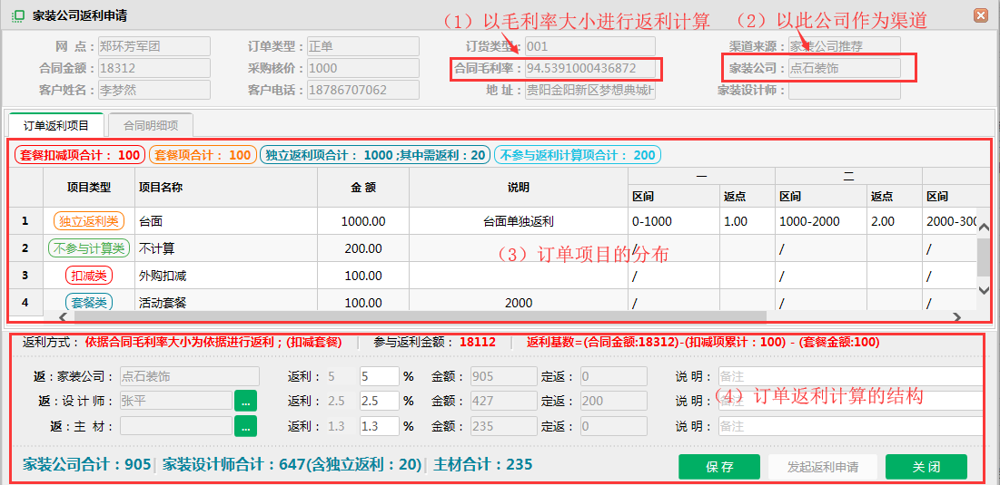 家装公司返利申请
（1）以毛利率大小进行返利计算
（2）以此公司作为渠道
网 点：郑环芳军团 订单类型：正单 订货类型：001 渠道来源：家装公司推荐
合同金额：18312 采购核价：1000 合同毛利率：94.5391000436872 家装公司：点石装饰
客户姓名：李梦然 客户电话：18786707062 地 址：贵阳金阳新区梦想典城 家装设计师：
订单返利项目 合同明细项
套餐扣减项合计： 100 套餐项合计： 100 独立返利项合计： 1000 ;其中需返利：20 不参与返利计算项合计： 200
项目类型 项目名称 金 额 说明 一 二
区间 返点 区间 返点 区间
1 独立返利类 台面 1000.00 台面单独返利 0-1000 1.00 1000-2000 2.00 2000-300
2 不参与计算类 不计算 200.00 / / /
（3）订单项目的分布
3 扣减类 外购扣减 100.00 / / /
4 套餐类 活动套餐 100.00 2000 / / /
返利方式： 依据合同毛利率大小为依据进行返利；(扣减套餐) 参与返利金额： 18112 返利基数=(合同金额:18312)-(扣减项累计：100) - (套餐金额:100)
返：家装公司： 点石装饰 返利： 5 5 % 金额： 905 定返： 0 说 明： 备注
返：设 计 师： 张平 ... 返利： 2.5 2.5 % 金额： 427 定返： 200 说 明： 备注
（4）订单返利计算的结构
返：主 材： ... 返利： 1.3 1.3 % 金额： 235 定返： 0 说 明： 备注
家装公司合计：905 家装设计师合计：647(含独立返利：20) 主材合计：235
保 存 发起返利申请 关 闭